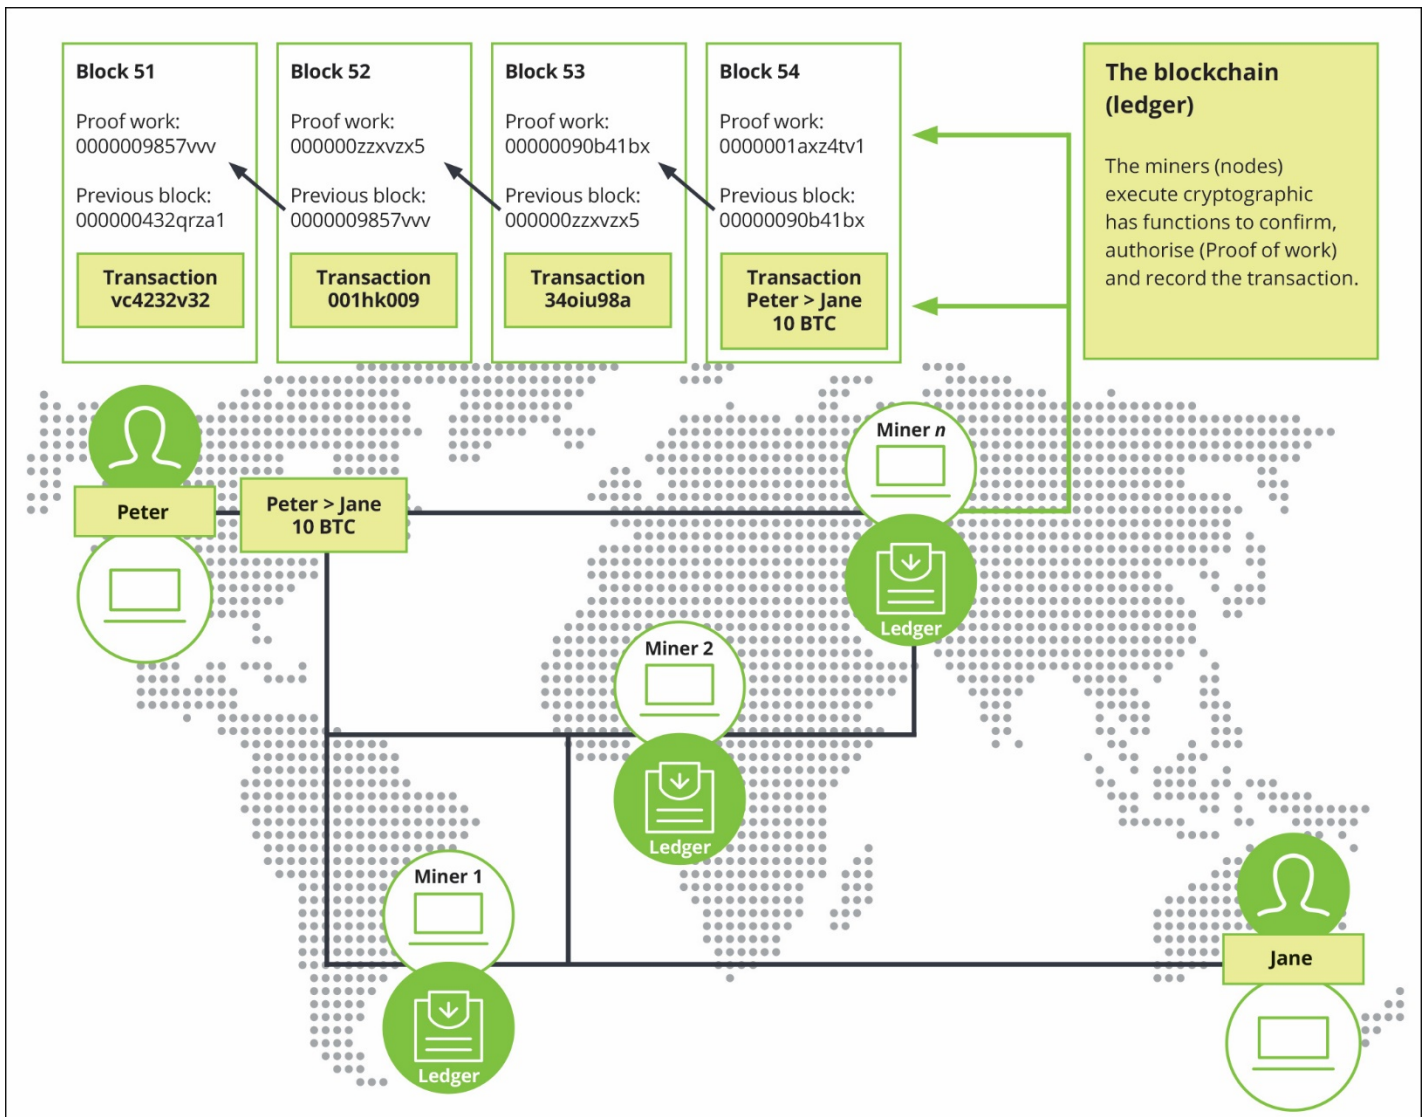 Block 51
Proof work:
0000009857vvv
Previous block:
000000432qrza1
Transaction
vc4232v32
Block 52
Proof work:
000000zzxvzx5
Previous block:
0000009857vvv
Transaction
001hk009
Block 53
Proof work:
00000090b41bx
Previous block:
000000zzxvzx5
Transaction
34oiu98a
Block 54
Proof work:
0000001axz4tv1
Previous block:
00000090b41bx
Transaction
Peter > Jane
10 BTC
The blockchain
(ledger)
The miners (nodes)
execute cryptographic
has functions to confirm,
authorise (Proof of work)
and record the transaction.
Peter
Peter > Jane
10 BTC
Miner n
Ledger
Miner 2
Ledger
Miner 1
Ledger
Jane